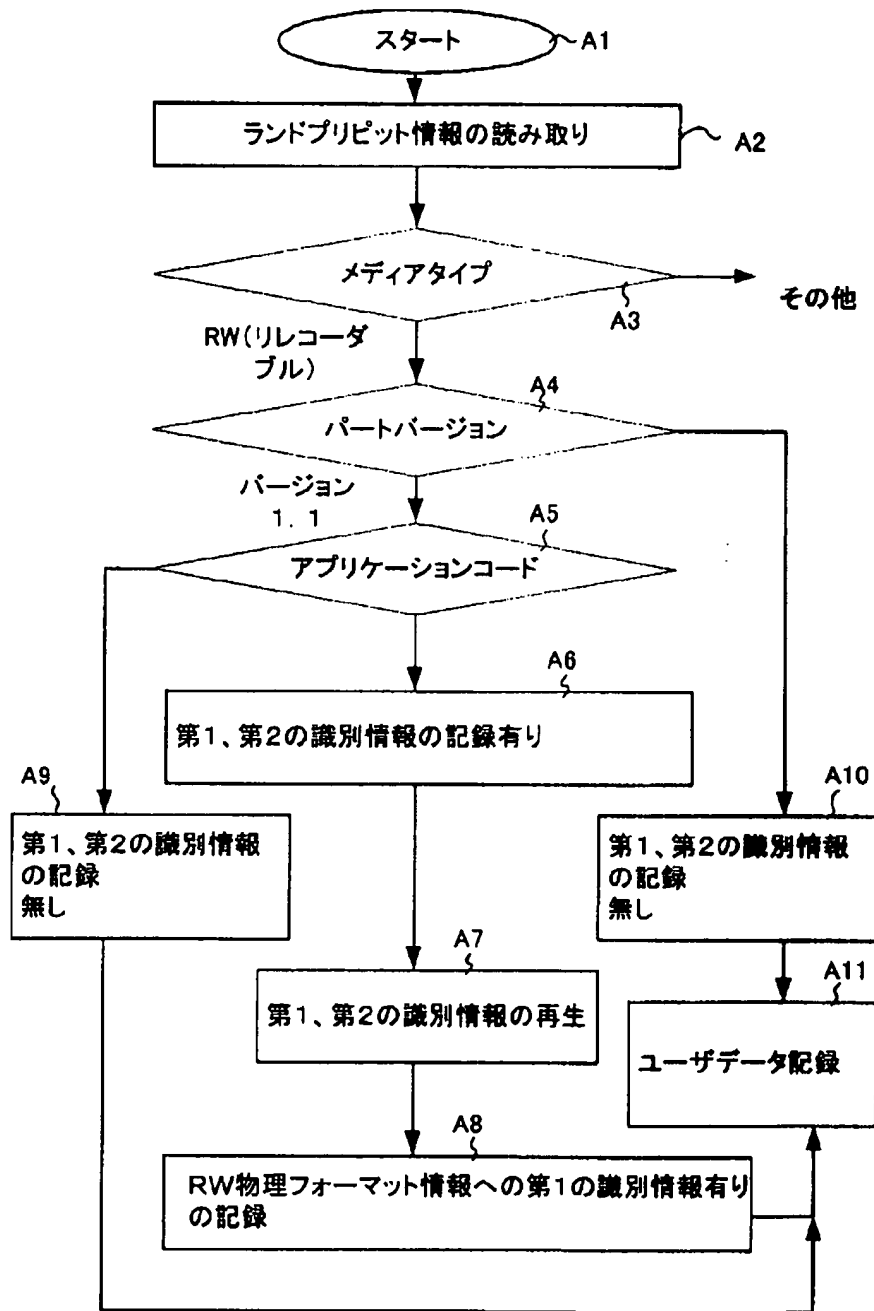 スタート
A1
ランドプリピット情報の読み取り
A2
メディアタイプ
A3
その他
RW(リレコーダ
ブル)
A4
パートバージョン
バージョン
1．1
A5
アプリケーションコード
A6
第1、第2の識別情報の記録有り
A9
第1、第2の識別情報
の記録
無し
A10
第1、第2の識別情報
の記録
無し
A7
第1、第2の識別情報の再生
A11
ユーザデータ記録
A8
RW物理フォーマット情報への第1の識別情報有り
の記録